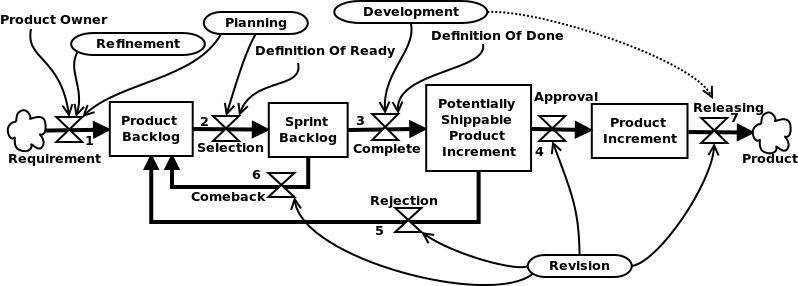 Product Owner
Refinement
Planning
Development
Definition Of Ready
Definition Of Done
Requirement
1
Product
Backlog
2
Selection
Sprint
Backlog
3
Complete
Potentially
Shippable
Product
Increment
Approval
4
Product
Increment
Releasing
7
Product
6
Comeback
Rejection
5
Revision